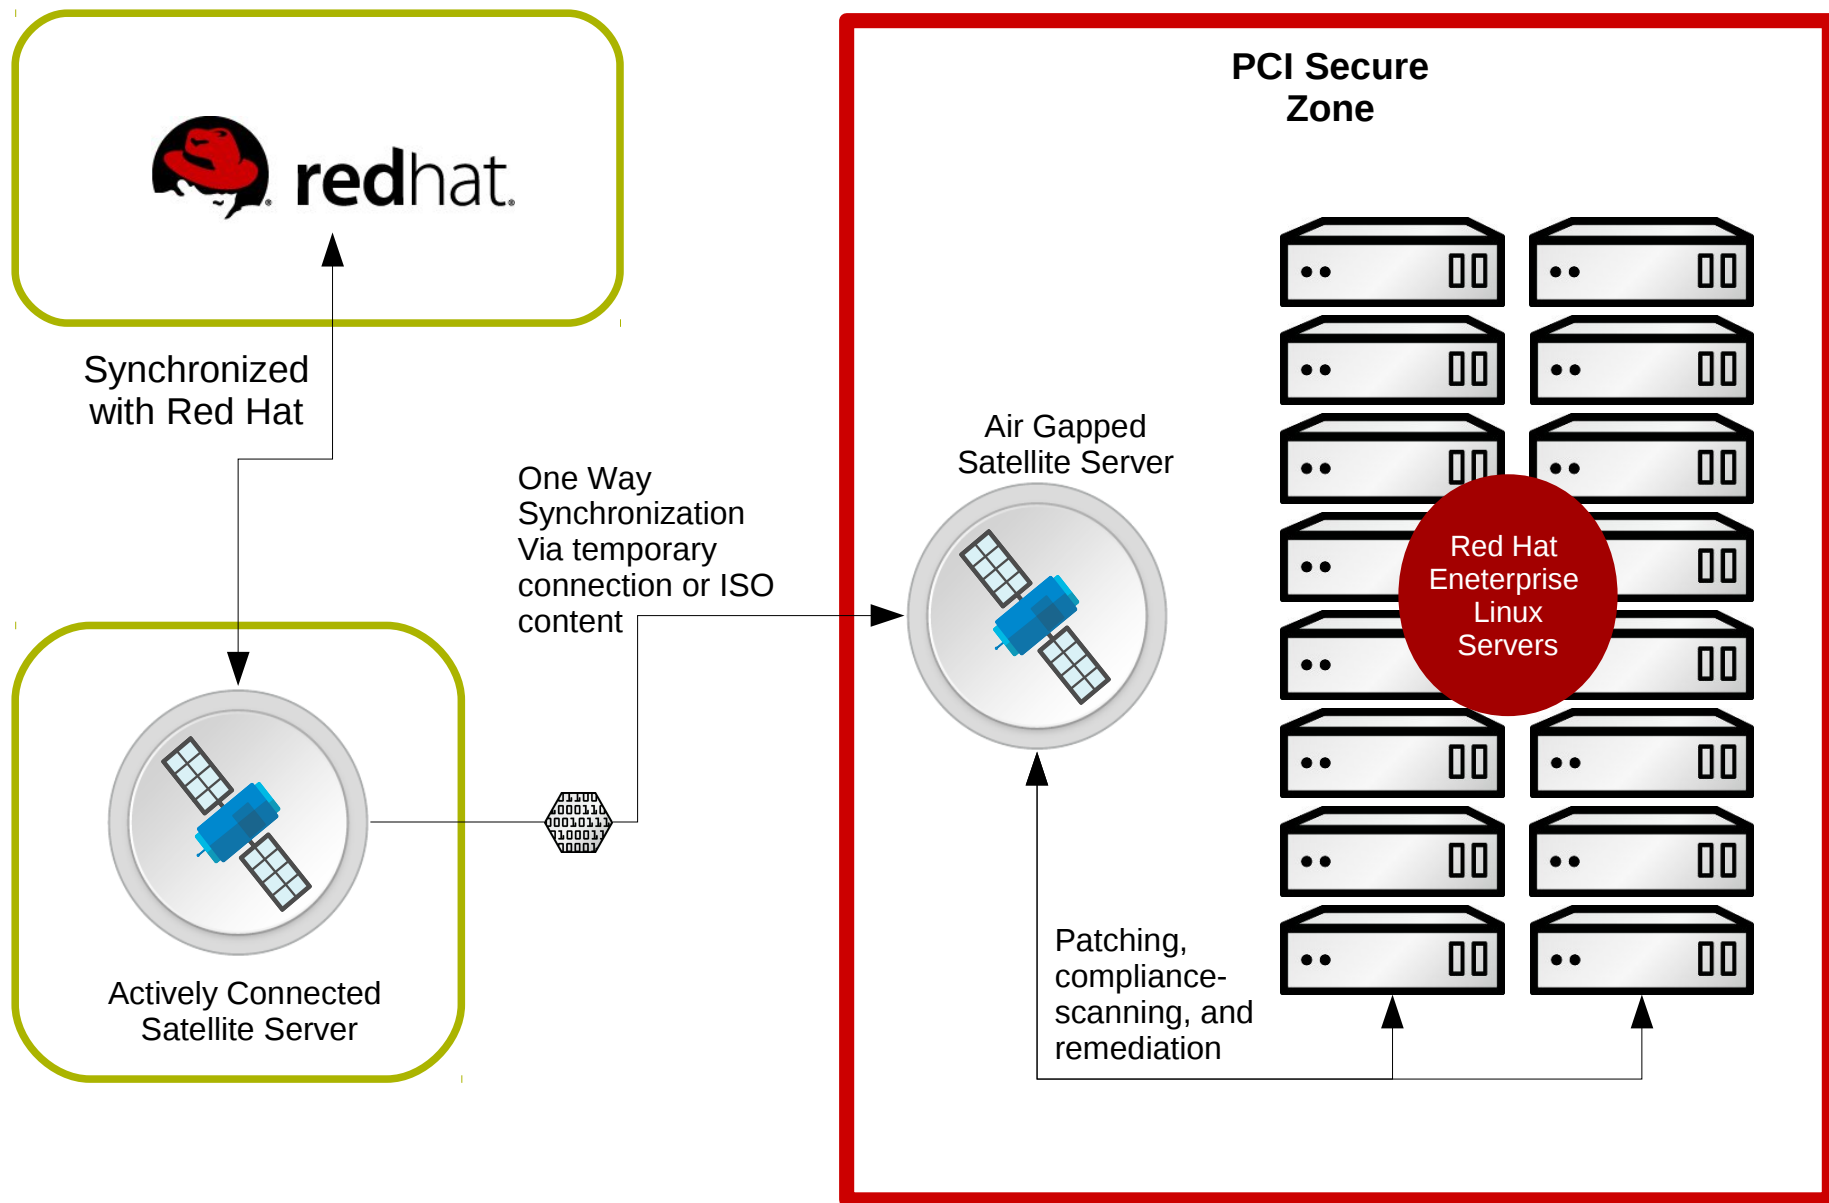 redhat.
PCI Secure
Zone
Synchronized
with Red Hat
One Way
Synchronization
Via temporary
connection or ISO
content
Air Gapped
Satellite Server
Red Hat
Eneterprise
Linux
Servers
Actively Connected
Satellite Server
Patching,
compliance-
scanning, and
remediation